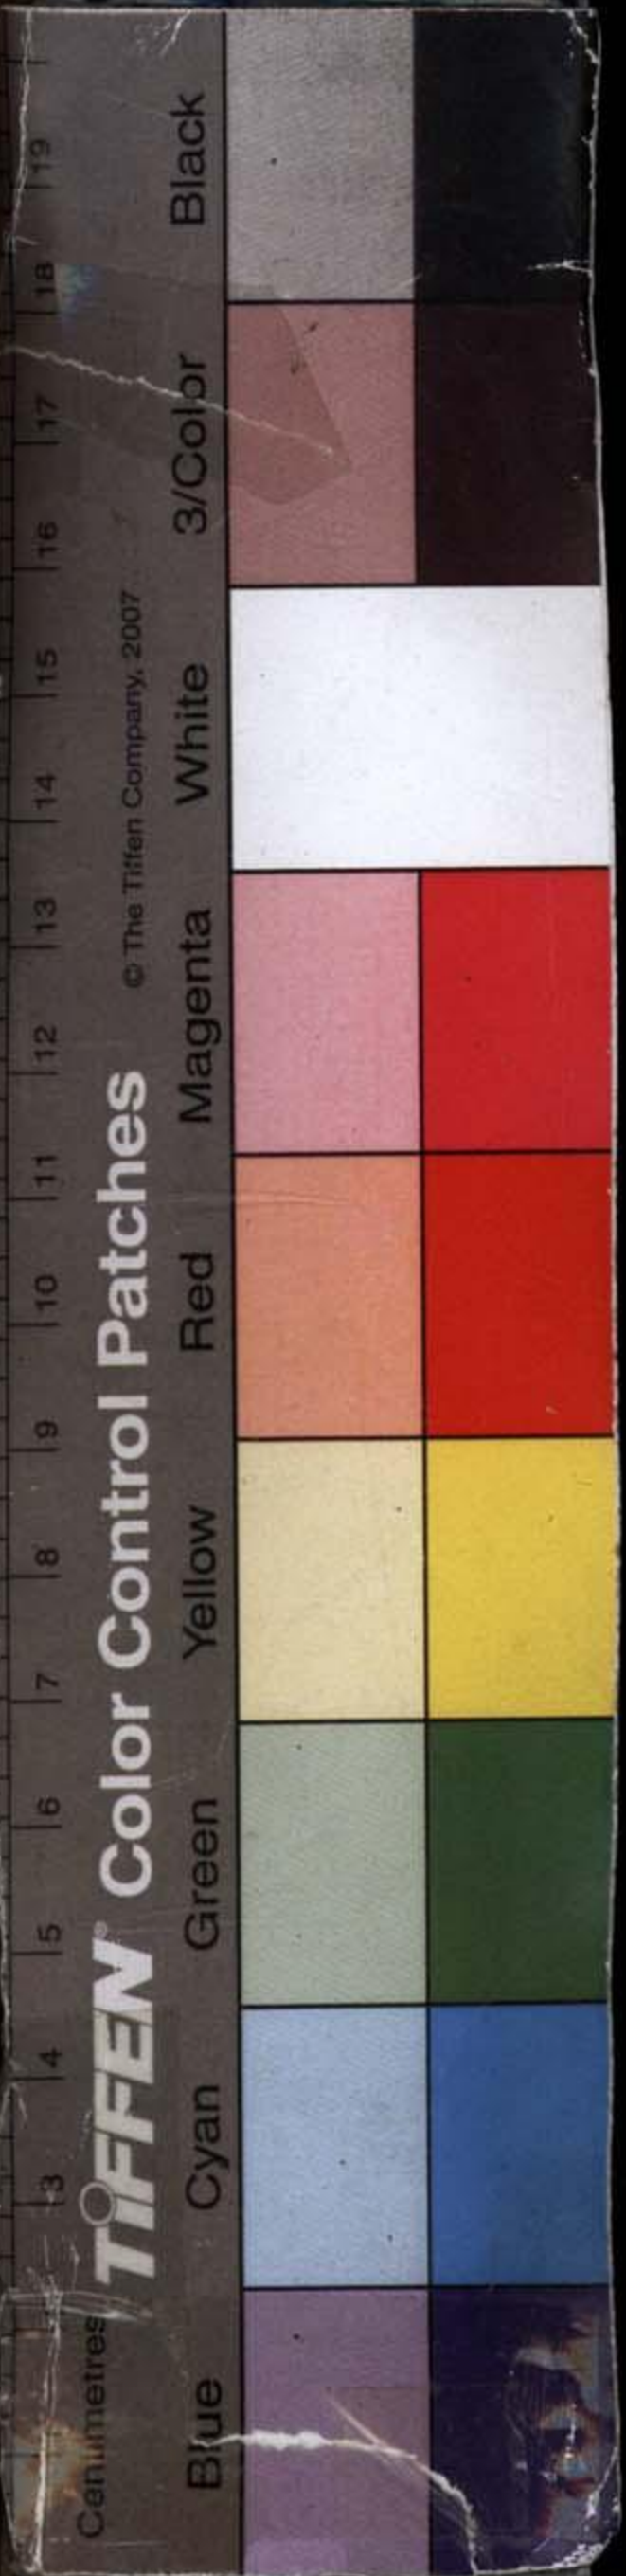 Centimetres
3 4 5 6 7 8 9 10 11 12 13 14 15 16 17 18 19
TIFFEN® Color Control Patches
© The Tiffen Company, 2007
Blue Cyan Green Yellow Red Magenta White 3/Color Black